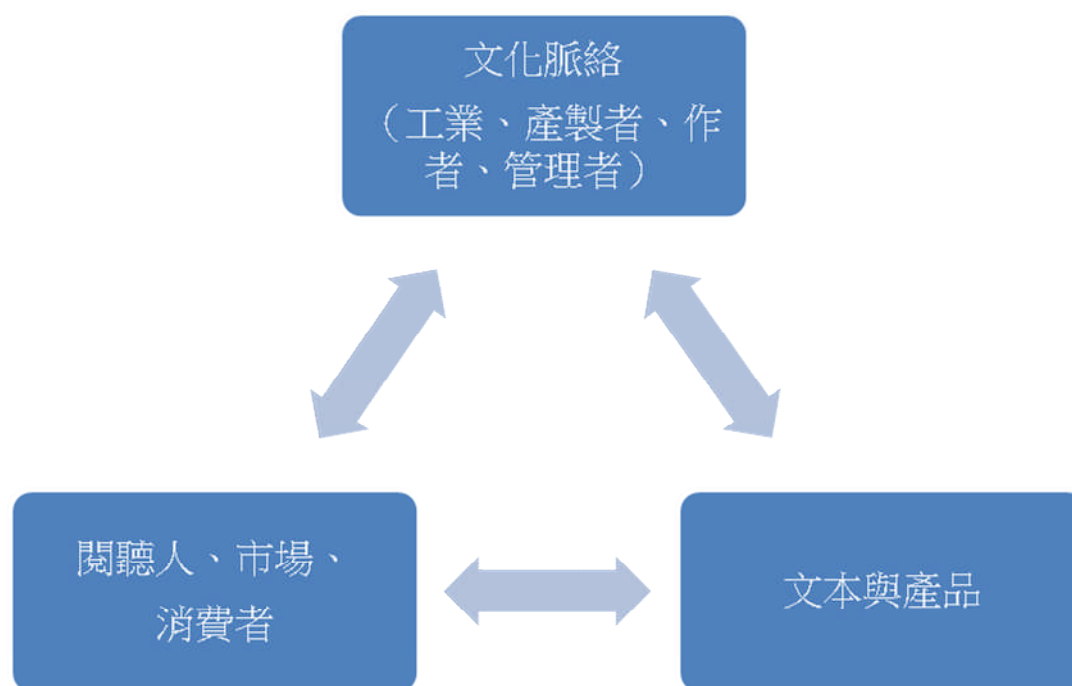 文化脈絡
（工業、產製者、作
者、管理者）
閱聽人、市場、
消費者
文本與產品